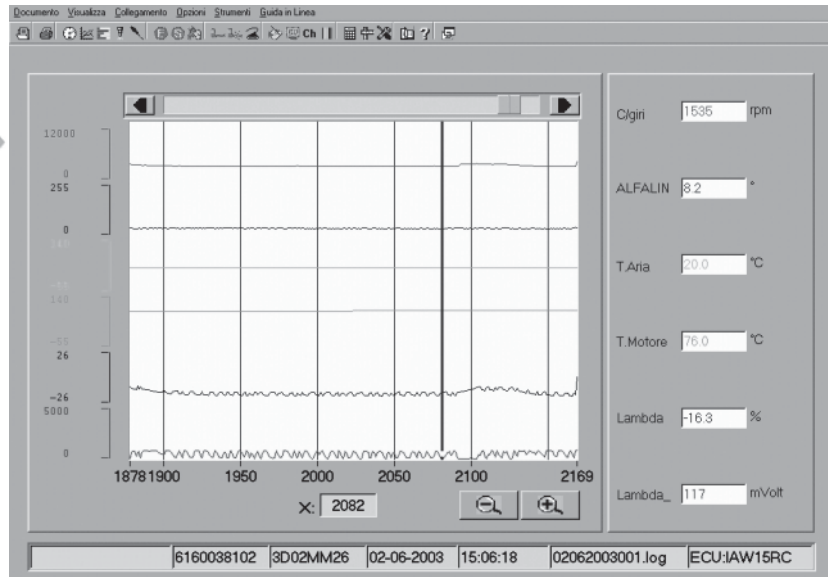 Documento Visualizza Collegamento Opzioni Strumenti Guida in Linea
Ch
?
12000
0
255
0
140
-55
140
-55
26
-26
5000
0
1878 1900 1950 2000 2050 2100 2169
X: 2082
C/giri 1535 rpm
ALFALIN 8.2 °
T.Aria 20.0 °C
T.Motore 76.0 °C
Lambda -16.3 %
Lambda_ 117 mVolt
6160038102 3D02MM26 02-06-2003 15:06:18 02062003001.log ECU:IAW15RC